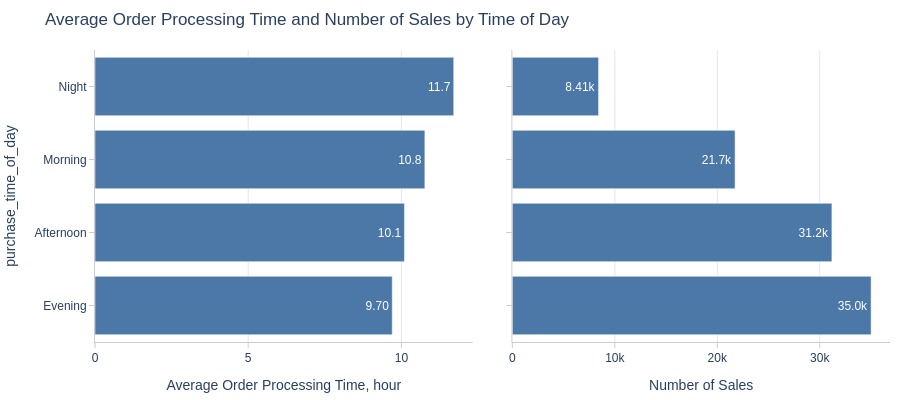 Average Order Processing Time and Number of Sales by Time of Day
purchase_time_of_day
Night
11.7
8.41k
Morning
10.8
21.7k
Afternoon
10.1
31.2k
Evening
9.70
35.0k
0
5
10
0
10k
20k
30k
Average Order Processing Time, hour
Number of Sales